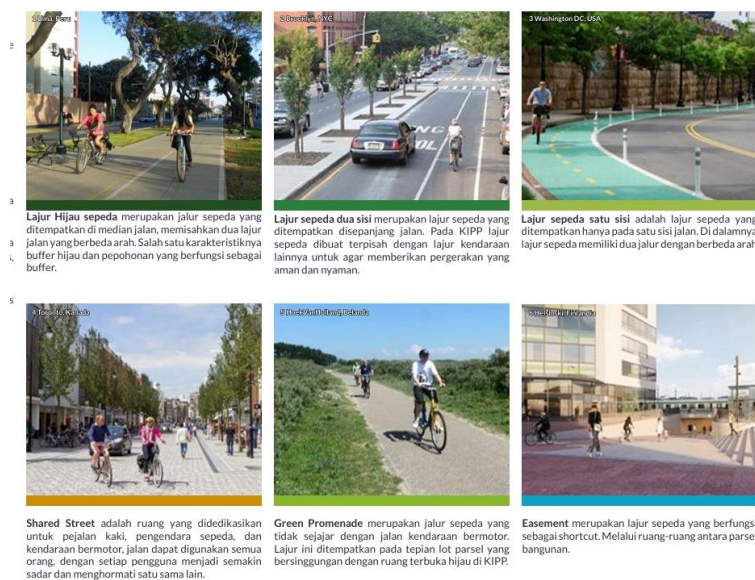 1 Lima, Peru
2 Brooklyn, NYC
3 Washington DC, USA
Lajur Hijau sepeda merupakan jalur sepeda yang
ditempatkan di median jalan, memisahkan dua lajur
jalan yang berbeda arah. Salah satu karakteristiknya
buffer hijau dan pepohonan yang berfungsi sebagai
buffer.
Lajur sepeda dua sisi merupakan lajur sepeda yang
ditempatkan disepanjang jalan. Pada KIPP lajur
sepeda dibuat terpisah dengan lajur kendaraan
lainnya untuk agar memberikan pergerakan yang
aman dan nyaman.
Lajur sepeda satu sisi adalah lajur sepeda yang
ditempatkan hanya pada satu sisi jalan. Di dalamnya
lajur sepeda memiliki dua jalur dengan berbeda arah
4 Toronto, Kanada
5 Hoek Van Holland, Belanda
6 Helsinki, Finlandia
Shared Street adalah ruang yang didedikasikan
untuk pejalan kaki, pengendara sepeda, dan
kendaraan bermotor, jalan dapat digunakan semua
orang, dengan setiap pengguna menjadi semakin
sadar dan menghormati satu sama lain.
Green Promenade merupakan jalur sepeda yang
tidak sejajar dengan jalan kendaraan bermotor.
Lajur ini ditempatkan pada tepian lot parsel yang
bersinggungan dengan ruang terbuka hijau di KIPP.
Easement merupakan lajur sepeda yang berfungs
sebagai shortcut. Melalui ruang-ruang antara parse
bangunan.